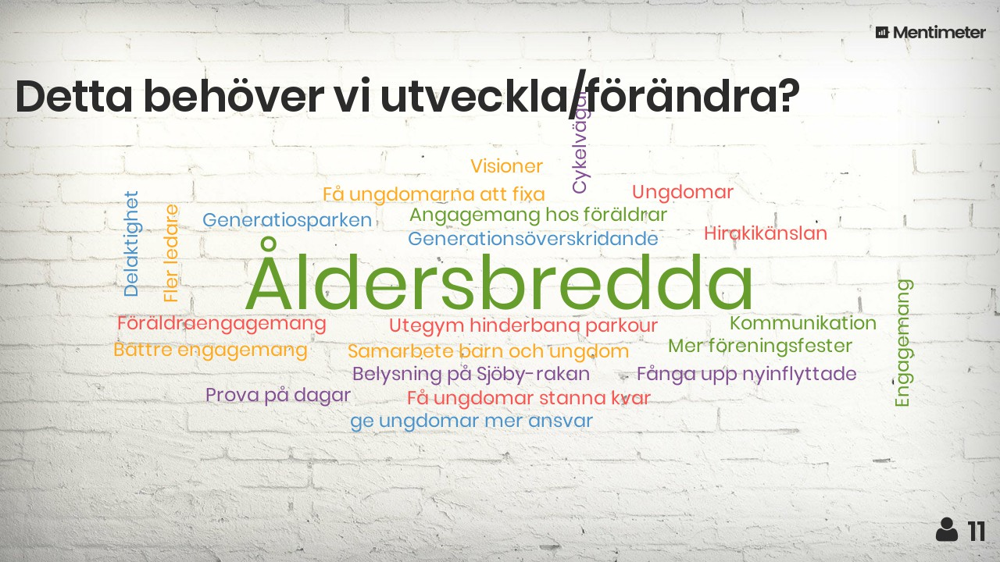 Mentimeter
Detta behöver vi utveckla/förändra?
Cykelvägar
Visioner
Få ungdomarna att fixa
Ungdomar
Delaktighet
Fler ledare
Generatiosparken
Angagemang hos föräldrar
Generationsöverskridande
Hirakikänslan
Åldersbredda
Föräldraengagemang
Utegym hinderbana parkour
Kommunikation
Engagemang
Bättre engagemang
Samarbete barn och ungdom
Mer föreningsfester
Belysning på Sjöby-rakan
Fånga upp nyinflyttade
Prova på dagar
Få ungdomar stanna kvar
ge ungdomar mer ansvar
11